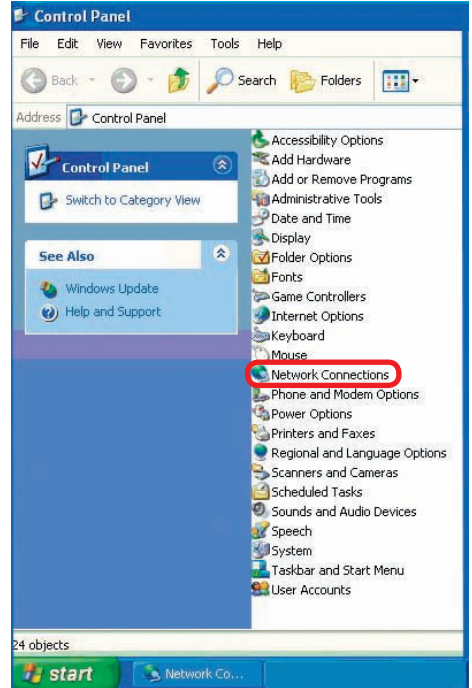 Control Panel
File Edit View Favorites Tools Help
Back Search Folders
Address Control Panel
Control Panel
Switch to Category View
See Also
Windows Update
Help and Support
Accessibility Options
Add Hardware
Add or Remove Programs
Administrative Tools
Date and Time
Display
Folder Options
Fonts
Game Controllers
Internet Options
Keyboard
Mouse
Network Connections
Phone and Modem Options
Power Options
Printers and Faxes
Regional and Language Options
Scanners and Cameras
Scheduled Tasks
Sounds and Audio Devices
Speech
System
Taskbar and Start Menu
User Accounts
24 objects
start Network Co...